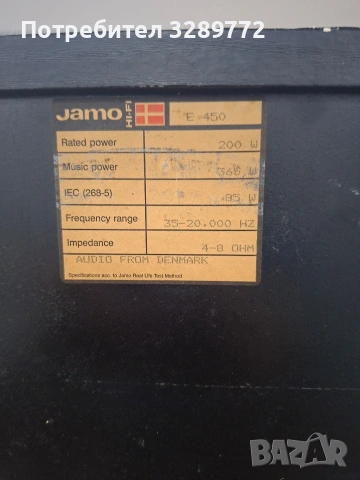 Потребител 3289772
Jamo HI-FI E 450
Rated power 200 W
Music power 360 W
IEC (268-5) 85 W
Frequency range 35-20.000 HZ
Impedance 4-8 OHM
AUDIO FROM DENMARK
Specifications acc. to Jamo Real Life Test Method
BAZAR